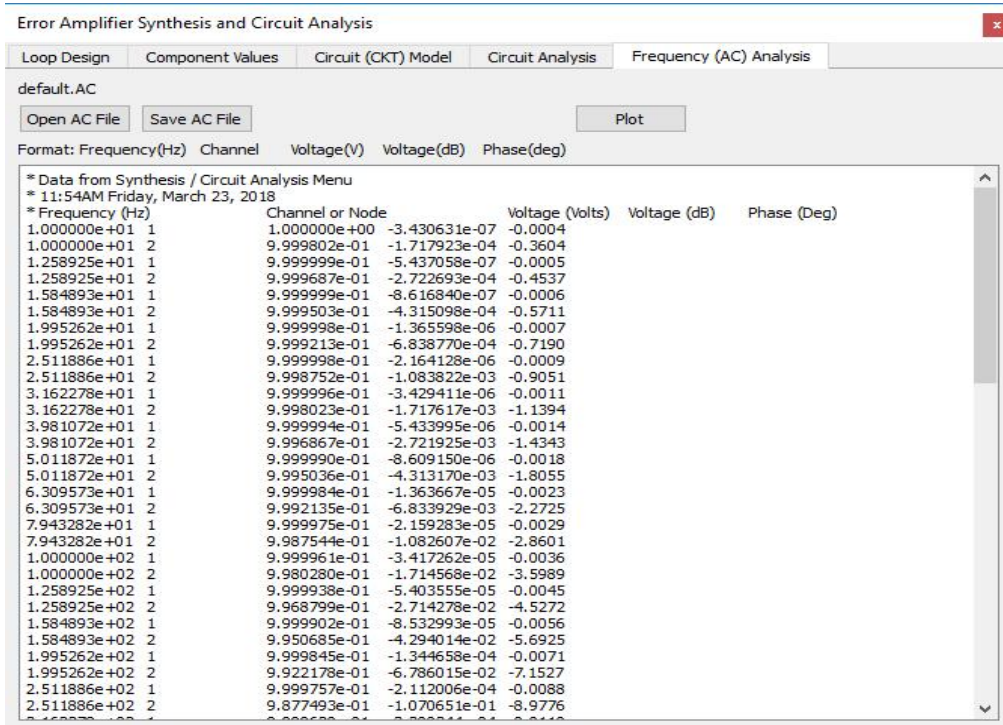 Error Amplifier Synthesis and Circuit Analysis
x
Loop Design Component Values Circuit (CKT) Model Circuit Analysis Frequency (AC) Analysis
default.AC
Open AC File Save AC File Plot
Format: Frequency(Hz) Channel Voltage(V) Voltage(dB) Phase(deg)
* Data from Synthesis / Circuit Analysis Menu
* 11:54AM Friday, March 23, 2018
* Frequency (Hz) Channel or Node Voltage (Volts) Voltage (dB) Phase (Deg)
1.000000e+01 1 1.000000e+00 -3.430631e-07 -0.0004
1.000000e+01 2 9.999802e-01 -1.717923e-04 -0.3604
1.258925e+01 1 9.999999e-01 -5.437058e-07 -0.0005
1.258925e+01 2 9.999687e-01 -2.722693e-04 -0.4537
1.584893e+01 1 9.999999e-01 -8.616840e-07 -0.0006
1.584893e+01 2 9.999503e-01 -4.315098e-04 -0.5711
1.995262e+01 1 9.999998e-01 -1.365598e-06 -0.0007
1.995262e+01 2 9.999213e-01 -6.838770e-04 -0.7190
2.511886e+01 1 9.999998e-01 -2.164128e-06 -0.0009
2.511886e+01 2 9.998752e-01 -1.083822e-03 -0.9051
3.162278e+01 1 9.999996e-01 -3.429411e-06 -0.0011
3.162278e+01 2 9.998023e-01 -1.717617e-03 -1.1394
3.981072e+01 1 9.999994e-01 -5.433995e-06 -0.0014
3.981072e+01 2 9.996867e-01 -2.721925e-03 -1.4343
5.011872e+01 1 9.999990e-01 -8.609150e-06 -0.0018
5.011872e+01 2 9.995036e-01 -4.313170e-03 -1.8055
6.309573e+01 1 9.999984e-01 -1.363667e-05 -0.0023
6.309573e+01 2 9.992135e-01 -6.833929e-03 -2.2725
7.943282e+01 1 9.999975e-01 -2.159283e-05 -0.0029
7.943282e+01 2 9.987544e-01 -1.082607e-02 -2.8601
1.000000e+02 1 9.999961e-01 -3.417262e-05 -0.0036
1.000000e+02 2 9.980280e-01 -1.714568e-02 -3.5989
1.258925e+02 1 9.999938e-01 -5.403555e-05 -0.0045
1.258925e+02 2 9.968799e-01 -2.714278e-02 -4.5272
1.584893e+02 1 9.999902e-01 -8.532993e-05 -0.0056
1.584893e+02 2 9.950685e-01 -4.294014e-02 -5.6925
1.995262e+02 1 9.999845e-01 -1.344658e-04 -0.0071
1.995262e+02 2 9.922178e-01 -6.786015e-02 -7.1527
2.511886e+02 1 9.999757e-01 -2.112006e-04 -0.0088
2.511886e+02 2 9.877493e-01 -1.070651e-01 -8.9776